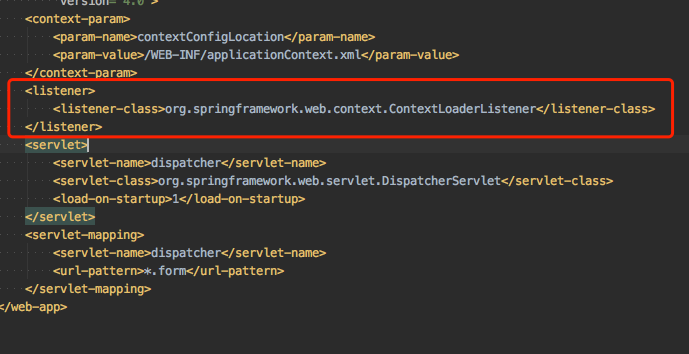 version="4.0">
<context-param>
<param-name>contextConfigLocation</param-name>
<param-value>/WEB-INF/applicationContext.xml</param-value>
</context-param>
<listener>
<listener-class>org.springframework.web.context.ContextLoaderListener</listener-class>
</listener>
<servlet>
<servlet-name>dispatcher</servlet-name>
<servlet-class>org.springframework.web.servlet.DispatcherServlet</servlet-class>
<load-on-startup>1</load-on-startup>
</servlet>
<servlet-mapping>
<servlet-name>dispatcher</servlet-name>
<url-pattern>*.form</url-pattern>
</servlet-mapping>
</web-app>